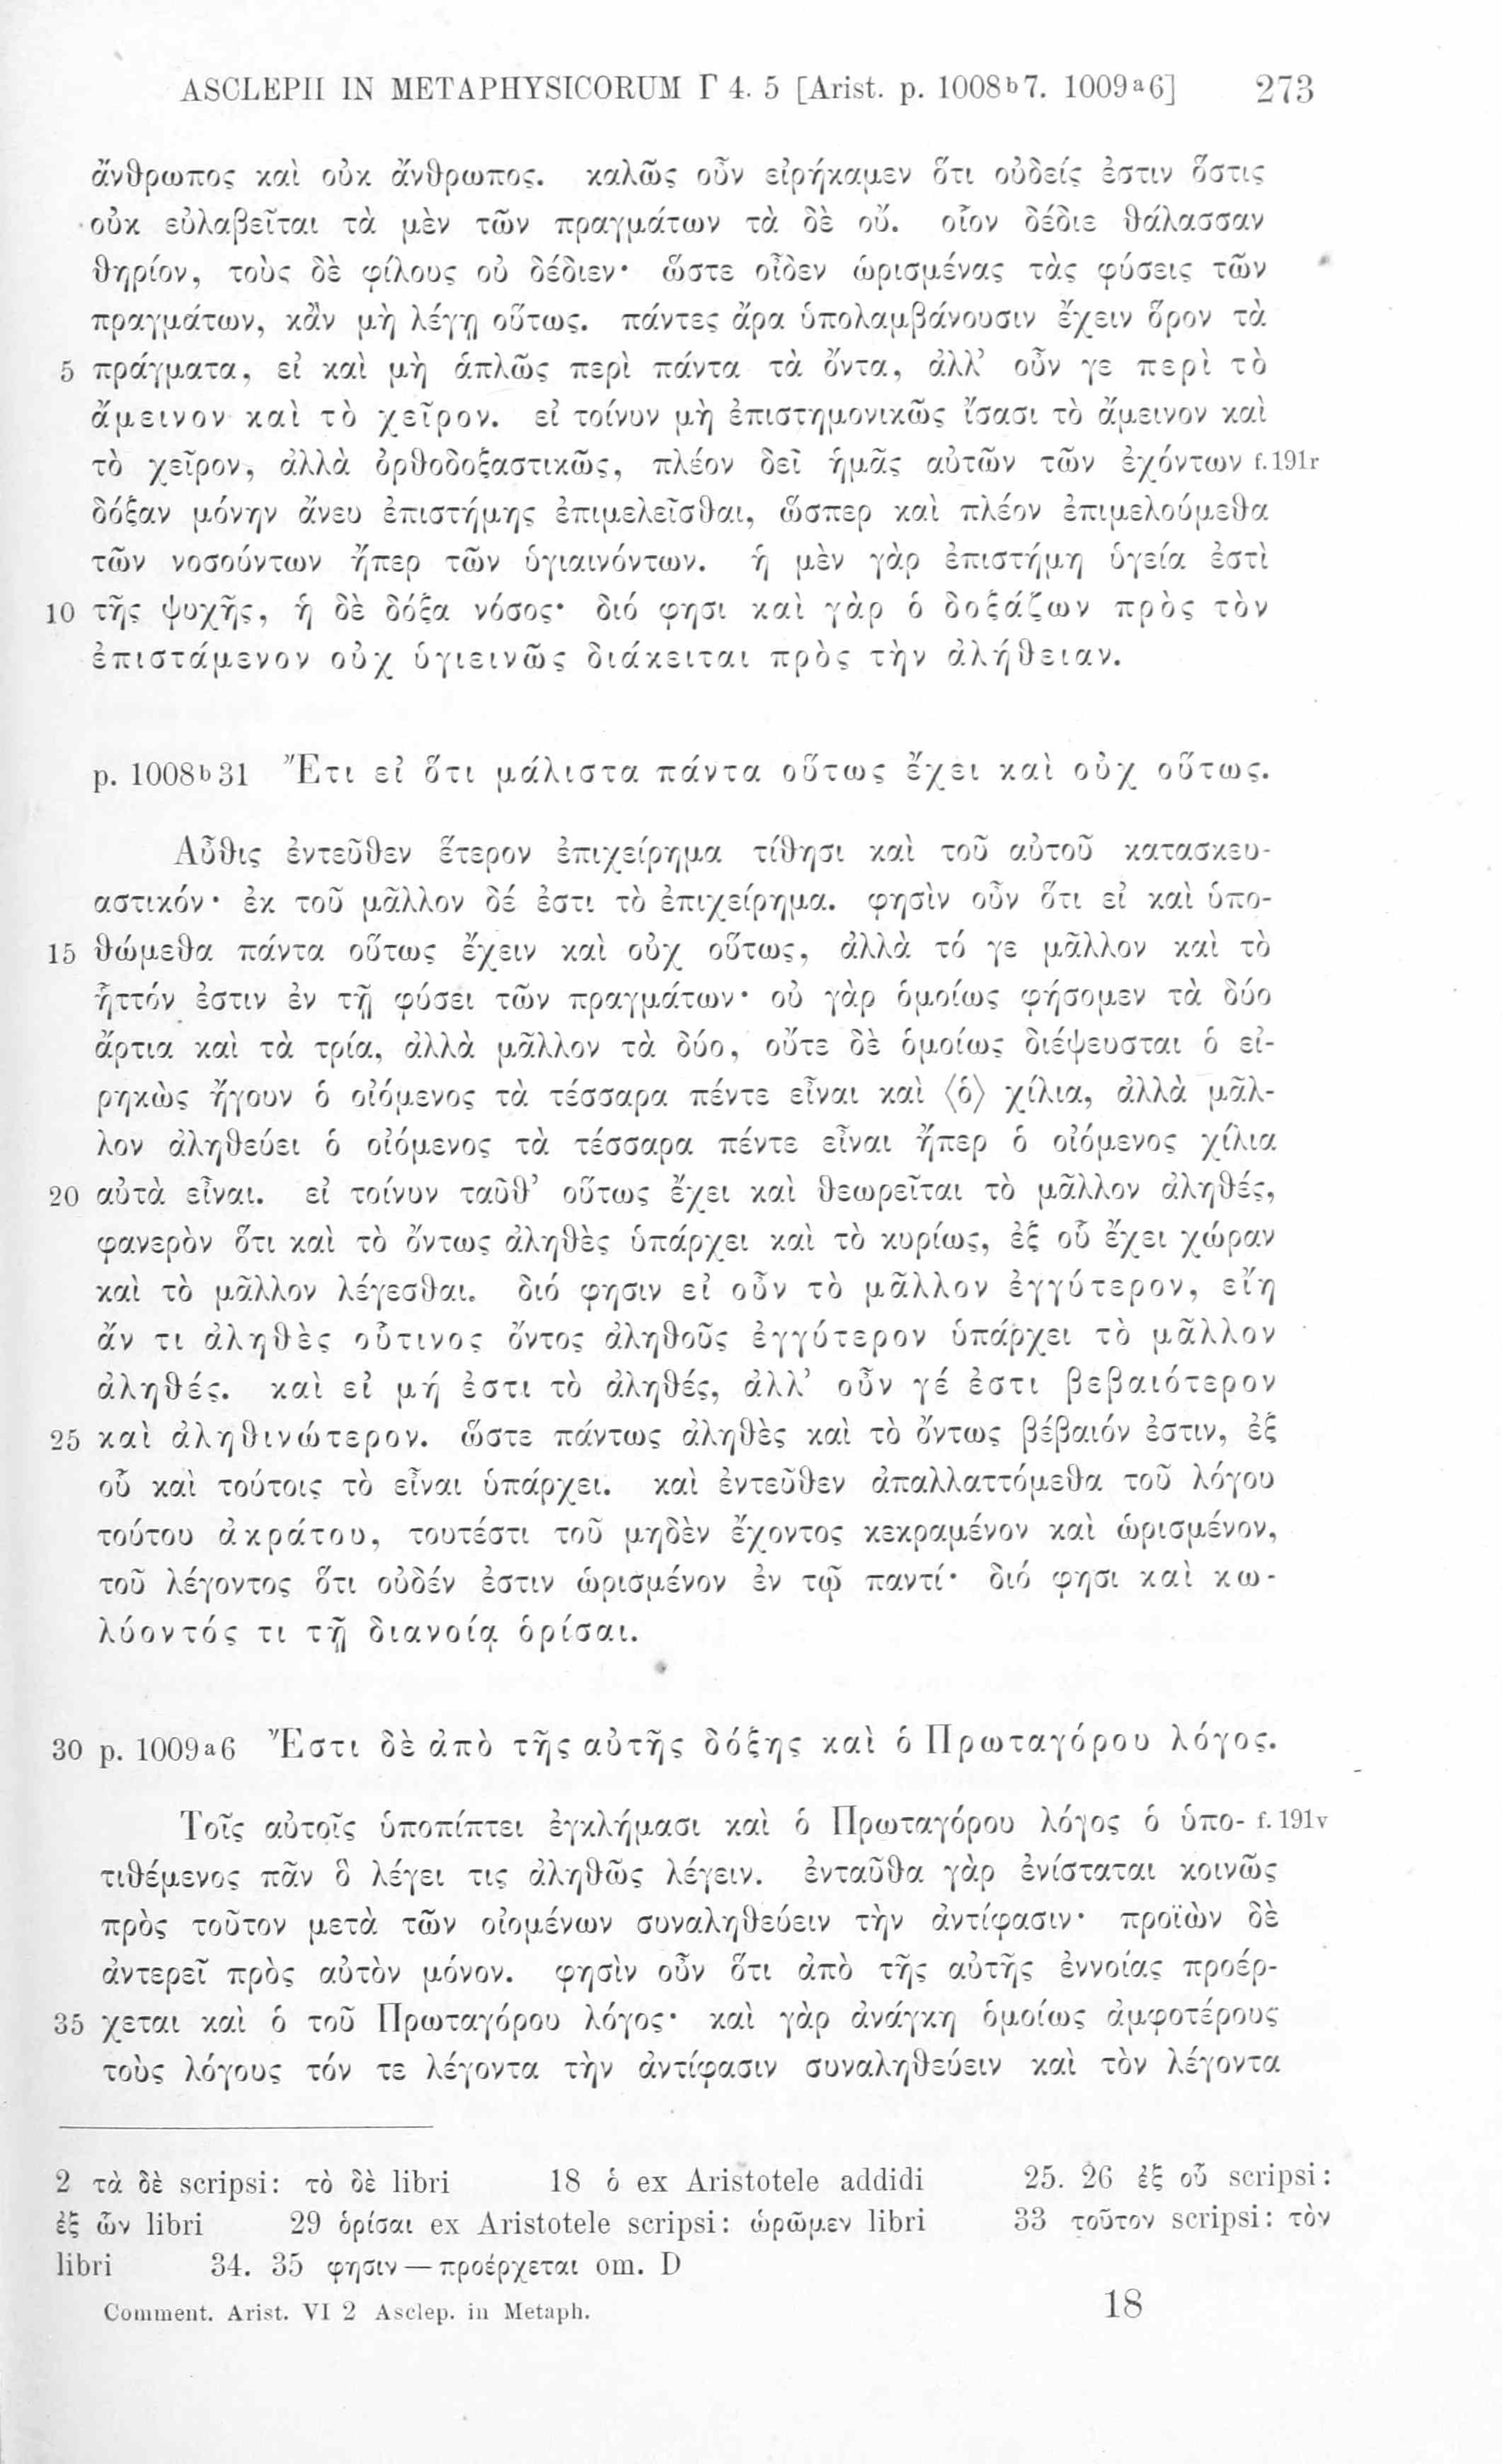 ASCLEPII IN METAPHYSICORUM Γ 4. 5 [Arist. p. 1008b7. 1009a6] 273
ἄνθρωπος καὶ οὐκ ἄνθρωπος. καλῶς οὖν εἰρήκαμεν ὅτι οὐδείς ἐστιν ὅστις
οὐκ εὐλαβεῖται τὰ μὲν τῶν πραγμάτων τὰ δὲ οὔ. οἷον δέδιε θάλασσαν
θηρίον, τοὺς δὲ φίλους οὐ δέδιεν· ὥστε οἶδεν ὡρισμένας τὰς φύσεις τῶν
πραγμάτων, κἂν μὴ λέγῃ οὕτως. πάντες ἄρα ὑπολαμβάνουσιν ἔχειν ὅρον τὰ
5 πράγματα, εἰ καὶ μὴ ἁπλῶς περὶ πάντα τὰ ὄντα, ἀλλ’ οὖν γε περὶ τὸ
ἄμεινον καὶ τὸ χεῖρον. εἰ τοίνυν μὴ ἐπιστημονικῶς ἴσασι τὸ ἄμεινον καὶ
τὸ χεῖρον, ἀλλὰ ὀρθοδοξαστικῶς, πλέον δεῖ ἡμᾶς αὐτῶν τῶν ἐχόντων f. 191r
δόξαν μόνην ἄνευ ἐπιστήμης ἐπιμελεῖσθαι, ὥσπερ καὶ πλέον ἐπιμελούμεθα
τῶν νοσούντων ἤπερ τῶν ὑγιαινόντων. ἡ μὲν γὰρ ἐπιστήμη ὑγεία ἐστὶ
10 τῆς ψυχῆς, ἡ δὲ δόξα νόσος· διό φησι καὶ γὰρ ὁ δοξάζων πρὸς τὸν
ἐπιστάμενον οὐχ ὑγιεινῶς διάκειται πρὸς τὴν ἀλήθειαν.
p. 1008b31 Ἔτι εἰ ὅτι μάλιστα πάντα οὕτως ἔχει καὶ οὐχ οὕτως.
Αὖθις ἐντεῦθεν ἕτερον ἐπιχείρημα τίθησι καὶ τοῦ αὐτοῦ κατασκευ-
αστικόν· ἐκ τοῦ μᾶλλον δέ ἐστι τὸ ἐπιχείρημα. φησὶν οὖν ὅτι εἰ καὶ ὑπο-
15 θώμεθα πάντα οὕτως ἔχειν καὶ οὐχ οὕτως, ἀλλὰ τό γε μᾶλλον καὶ τὸ
ἧττόν ἐστιν ἐν τῇ φύσει τῶν πραγμάτων· οὐ γὰρ ὁμοίως φήσομεν τὰ δύο
ἄρτια καὶ τὰ τρία, ἀλλὰ μᾶλλον τὰ δύο, οὔτε δὲ ὁμοίως διέψευσται ὁ εἰ-
ρηκὼς ἤγουν ὁ οἰόμενος τὰ τέσσαρα πέντε εἶναι καὶ ⟨ὁ⟩ χίλια, ἀλλὰ μᾶλ-
λον ἀληθεύει ὁ οἰόμενος τὰ τέσσαρα πέντε εἶναι ἤπερ ὁ οἰόμενος χίλια
20 αὐτὰ εἶναι. εἰ τοίνυν ταῦθ’ οὕτως ἔχει καὶ θεωρεῖται τὸ μᾶλλον ἀληθές,
φανερὸν ὅτι καὶ τὸ ὄντως ἀληθὲς ὑπάρχει καὶ τὸ κυρίως, ἐξ οὗ ἔχει χώραν
καὶ τὸ μᾶλλον λέγεσθαι. διό φησιν εἰ οὖν τὸ μᾶλλον ἐγγύτερον, εἴη
ἄν τι ἀληθὲς οὗτινος ὄντος ἀληθοῦς ἐγγύτερον ὑπάρχει τὸ μᾶλλον
ἀληθές. καὶ εἰ μή ἐστι τὸ ἀληθές, ἀλλ’ οὖν γέ ἐστι βεβαιότερον
25 καὶ ἀληθινώτερον. ὥστε πάντως ἀληθὲς καὶ τὸ ὄντως βέβαιόν ἐστιν, ἐξ
οὗ καὶ τούτοις τὸ εἶναι ὑπάρχει. καὶ ἐντεῦθεν ἀπαλλαττόμεθα τοῦ λόγου
τούτου ἀκράτου, τουτέστι τοῦ μηδὲν ἔχοντος κεκραμένον καὶ ὡρισμένον,
τοῦ λέγοντος ὅτι οὐδέν ἐστιν ὡρισμένον ἐν τῷ παντί· διό φησι καὶ κω-
λύοντός τι τῇ διανοίᾳ ὁρίσαι.
30 p. 1009a6 Ἔστι δὲ ἀπὸ τῆς αὐτῆς δόξης καὶ ὁ Πρωταγόρου λόγος.
Τοῖς αὐτοῖς ὑποπίπτει ἐγκλήμασι καὶ ὁ Πρωταγόρου λόγος ὁ ὑπο- f. 191v
τιθέμενος πᾶν ὃ λέγει τις ἀληθῶς λέγειν. ἐνταῦθα γὰρ ἐνίσταται κοινῶς
πρὸς τοῦτον μετὰ τῶν οἰομένων συναληθεύειν τὴν ἀντίφασιν· προϊὼν δὲ
ἀντερεῖ πρὸς αὐτὸν μόνον. φησὶν οὖν ὅτι ἀπὸ τῆς αὐτῆς ἐννοίας προέρ-
35 χεται καὶ ὁ τοῦ Πρωταγόρου λόγος· καὶ γὰρ ἀνάγκη ὁμοίως ἀμφοτέρους
τοὺς λόγους τόν τε λέγοντα τὴν ἀντίφασιν συναληθεύειν καὶ τὸν λέγοντα
2 τὰ δὲ scripsi: τὸ δὲ libri 18 ὁ ex Aristotele addidi 25. 26 ἐξ οὗ scripsi:
ἐξ ὧν libri 29 ὁρίσαι ex Aristotele scripsi: ὡρῶμεν libri 33 τοῦτον scripsi: τὸν
libri 34. 35 φησιν — προέρχεται om. D
Comment. Arist. VI 2 Asclep. in Metaph. 18